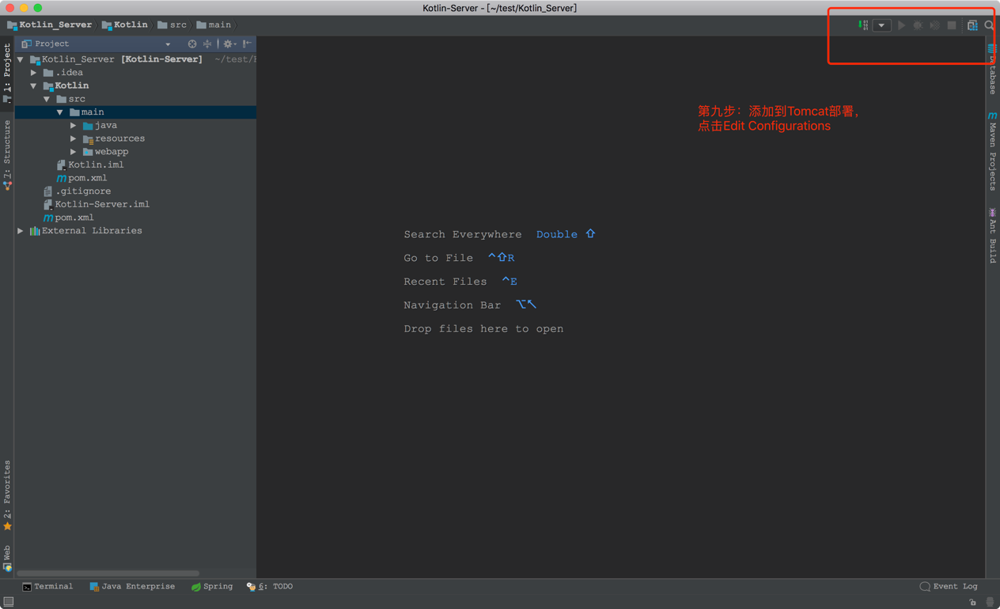 Kotlin-Server - [~/test/Kotlin_Server]
Kotlin_Server Kotlin src main
Project
Kotlin_Server [Kotlin-Server] ~/test/
.idea
Kotlin
src
main
java
resources
webapp
Kotlin.iml
pom.xml
.gitignore
Kotlin-Server.iml
pom.xml
External Libraries
1: Project
7: Structure
2: Favorites
Web
第九步：添加到Tomcat部署，
点击Edit Configurations
Search Everywhere Double ⇧
Go to File ^⇧R
Recent Files ^E
Navigation Bar ⌥↖
Drop files here to open
Database
Maven Projects
Ant Build
Terminal Java Enterprise Spring 6: TODO Event Log